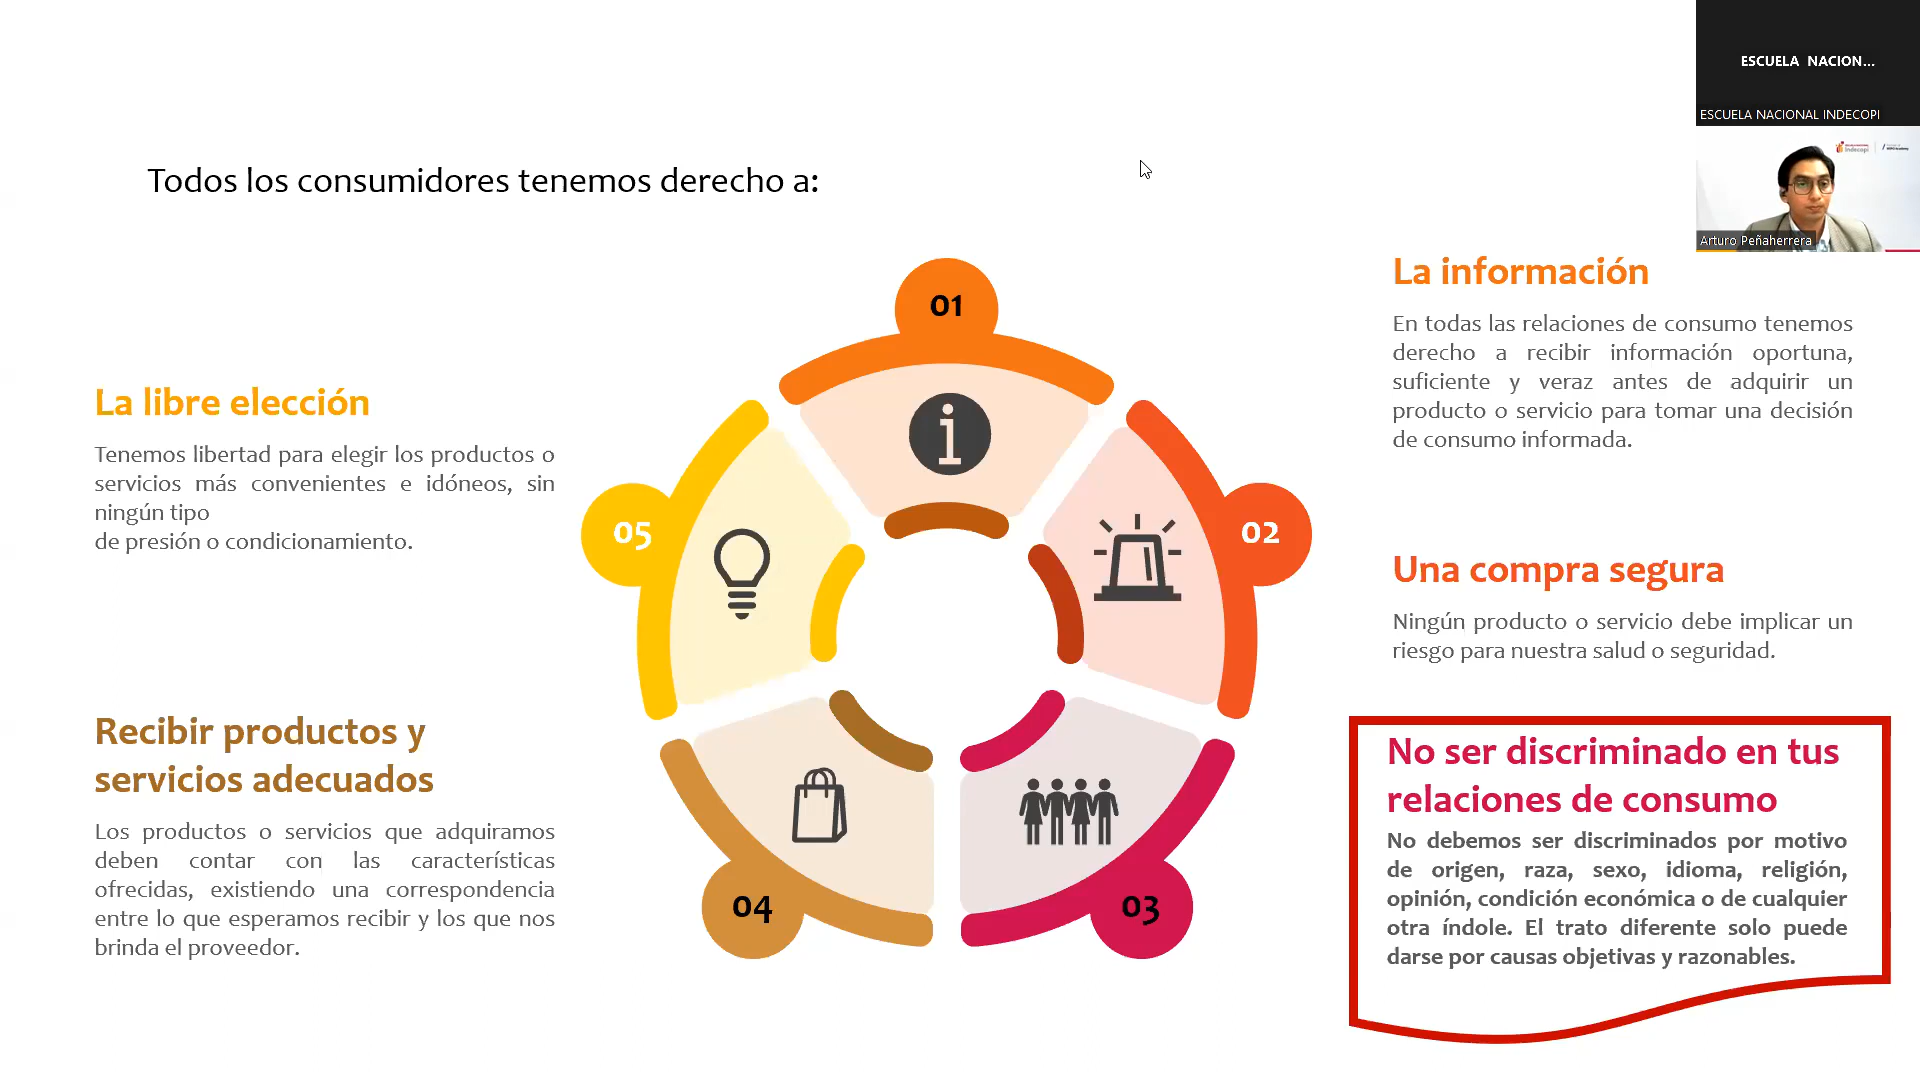 ESCUELA NACION...
ESCUELA NACIONAL INDECOPI
Indecopi
Arturo Peñaherrera
Todos los consumidores tenemos derecho a:
01
La información
En todas las relaciones de consumo tenemos
derecho a recibir información oportuna,
suficiente y veraz antes de adquirir un
producto o servicio para tomar una decisión
de consumo informada.
02
Una compra segura
Ningún producto o servicio debe implicar un
riesgo para nuestra salud o seguridad.
03
No ser discriminado en tus
relaciones de consumo
No debemos ser discriminados por motivo
de origen, raza, sexo, idioma, religión,
opinión, condición económica o de cualquier
otra índole. El trato diferente solo puede
darse por causas objetivas y razonables.
04
Recibir productos y
servicios adecuados
Los productos o servicios que adquiramos
deben contar con las características
ofrecidas, existiendo una correspondencia
entre lo que esperamos recibir y los que nos
brinda el proveedor.
05
La libre elección
Tenemos libertad para elegir los productos o
servicios más convenientes e idóneos, sin
ningún tipo
de presión o condicionamiento.